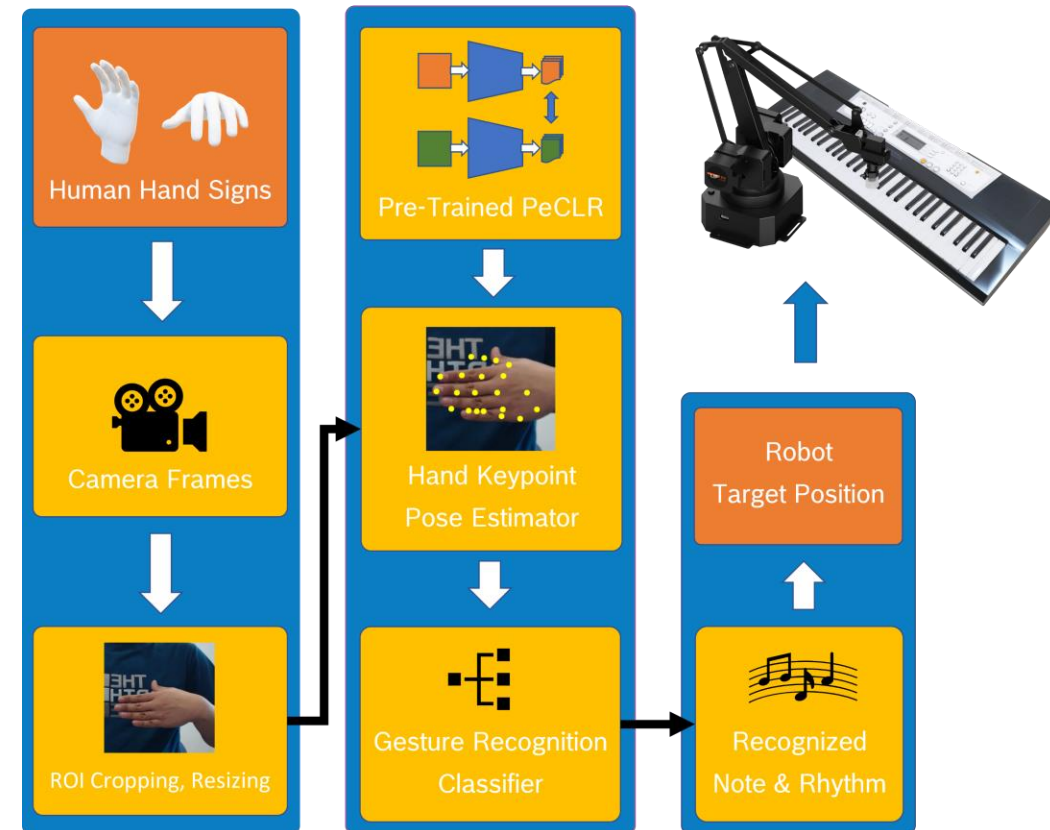 Human Hand Signs
Camera Frames
ROI Cropping, Resizing
Pre-Trained PeCLR
Hand Keypoint
Pose Estimator
Gesture Recognition
Classifier
Recognized
Note & Rhythm
Robot
Target Position